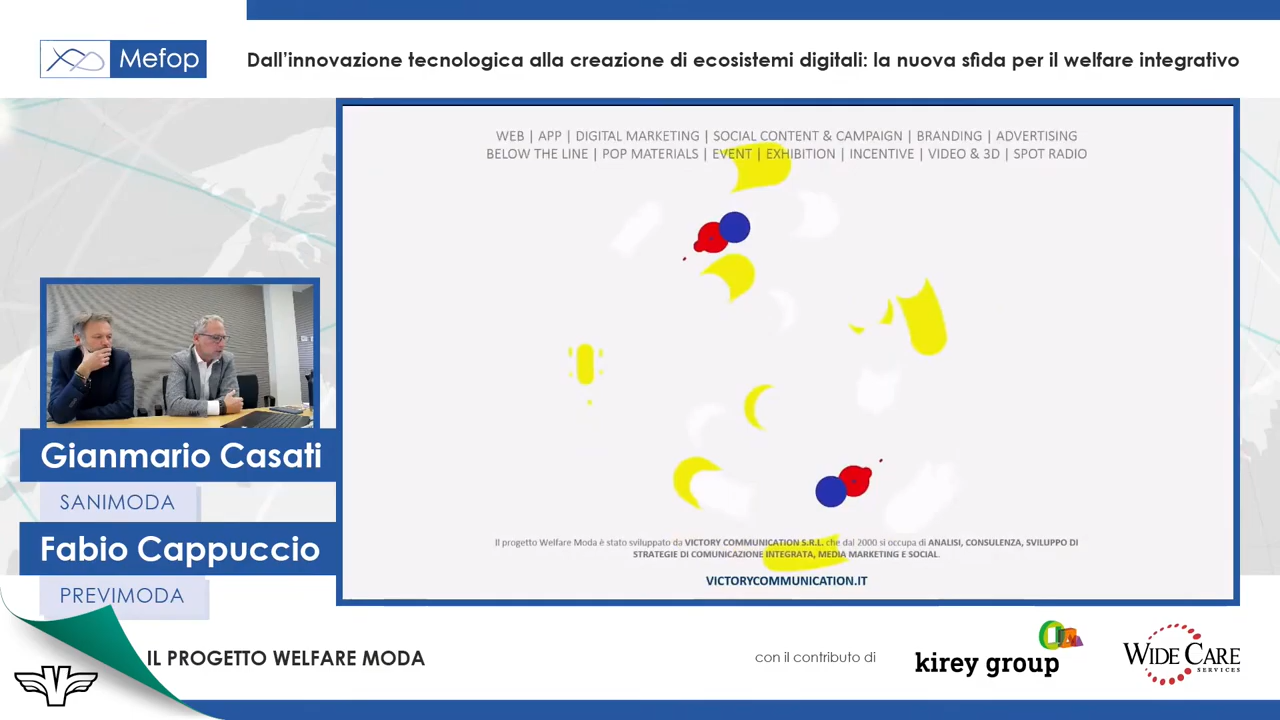 Mefop
Dall'innovazione tecnologica alla creazione di ecosistemi digitali: la nuova sfida per il welfare integrativo
WEB | APP | DIGITAL MARKETING | SOCIAL CONTENT & CAMPAIGN | BRANDING | ADVERTISING
BELOW THE LINE | POP MATERIALS | EVENT | EXHIBITION | INCENTIVE | VIDEO & 3D | SPOT RADIO
Gianmario Casati
SANIMODA
Fabio Cappuccio
PREVIMODA
Il progetto Welfare Moda è stato sviluppato da VICTORY COMMUNICATION S.R.L. che dal 2000 si occupa di ANALISI, CONSULENZA, SVILUPPO DI
STRATEGIE DI COMUNICAZIONE INTEGRATA, MEDIA MARKETING E SOCIAL.
VICTORYCOMMUNICATION.IT
IL PROGETTO WELFARE MODA
con il contributo di
kirey group
WIDE CARE
SERVICES